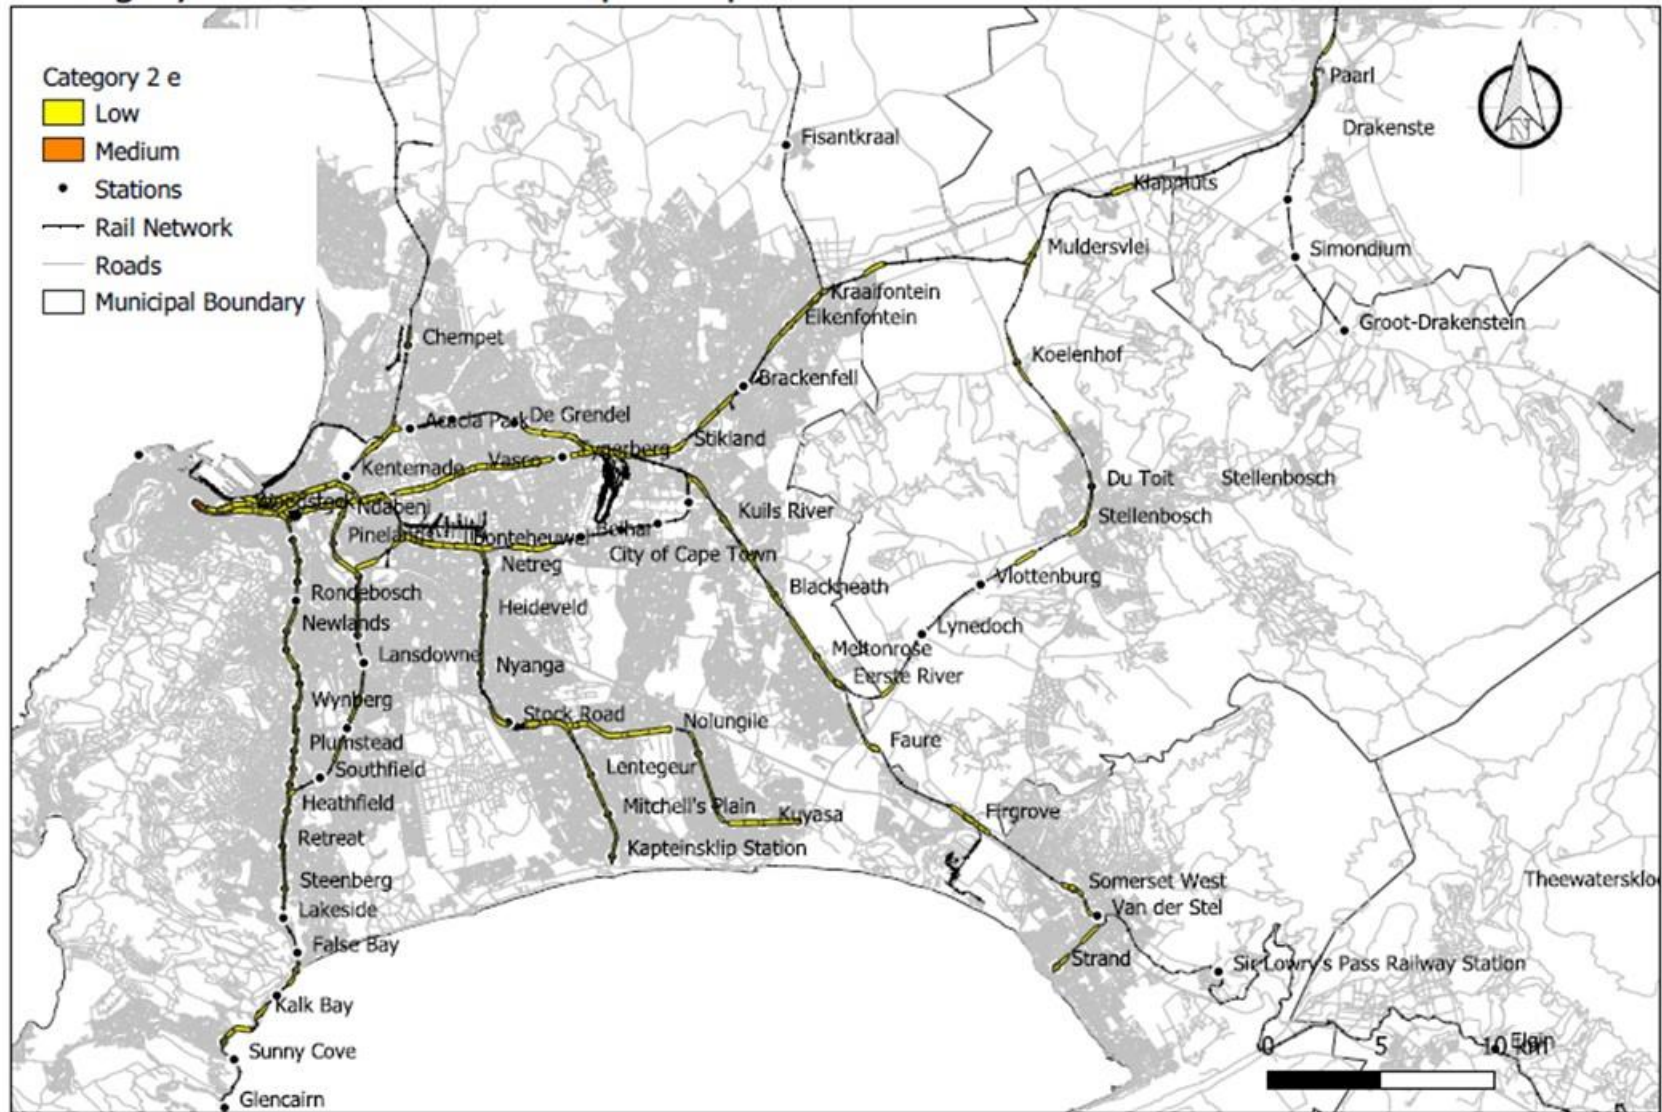 Category 2 e
Low
Medium
Stations
Rail Network
Roads
Municipal Boundary
N
Paarl
Drakenste
Fisantkraal
Klapmuts
Muldersvlei
Simondium
Kraaifontein
Eikenfontein
Groot-Drakenstein
Chempet
Koelenhof
Brackenfell
Acacia Park
De Grendel
Stikland
Vasco
Kentemade
Du Toit
Stellenbosch
Woodstock
Ndabeni
Kuils River
Stellenbosch
Pinelands
Bonteheuwel
Belhar
City of Cape Town
Netreg
Vlottenburg
Blackheath
Rondebosch
Heideveld
Newlands
Lynedoch
Lansdowne
Meltonrose
Nyanga
Eerste River
Wynberg
Stock Road
Nolungile
Plumstead
Faure
Southfield
Lentegeur
Heathfield
Mitchell's Plain
Kuyasa
Firgrove
Retreat
Kapteinsklip Station
Steenberg
Somerset West
Theewaterskloo
Lakeside
Van der Stel
False Bay
Strand
Sir Lowry's Pass Railway Station
Kalk Bay
0 5 10 km
Elgin
Sunny Cove
Glencairn